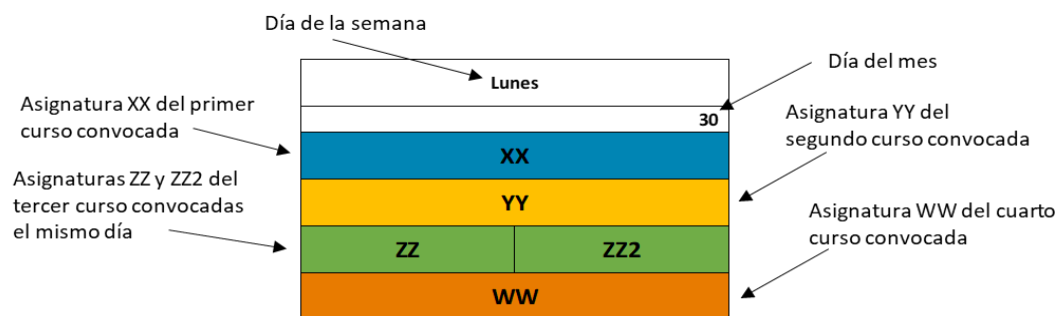 Día de la semana
Lunes
Día del mes
30
Asignatura XX del primer
curso convocada
XX
Asignatura YY del
segundo curso convocada
Asignaturas ZZ y ZZ2 del
tercer curso convocadas
el mismo día
YY
ZZ ZZ2
Asignatura WW del cuarto
curso convocada
WW